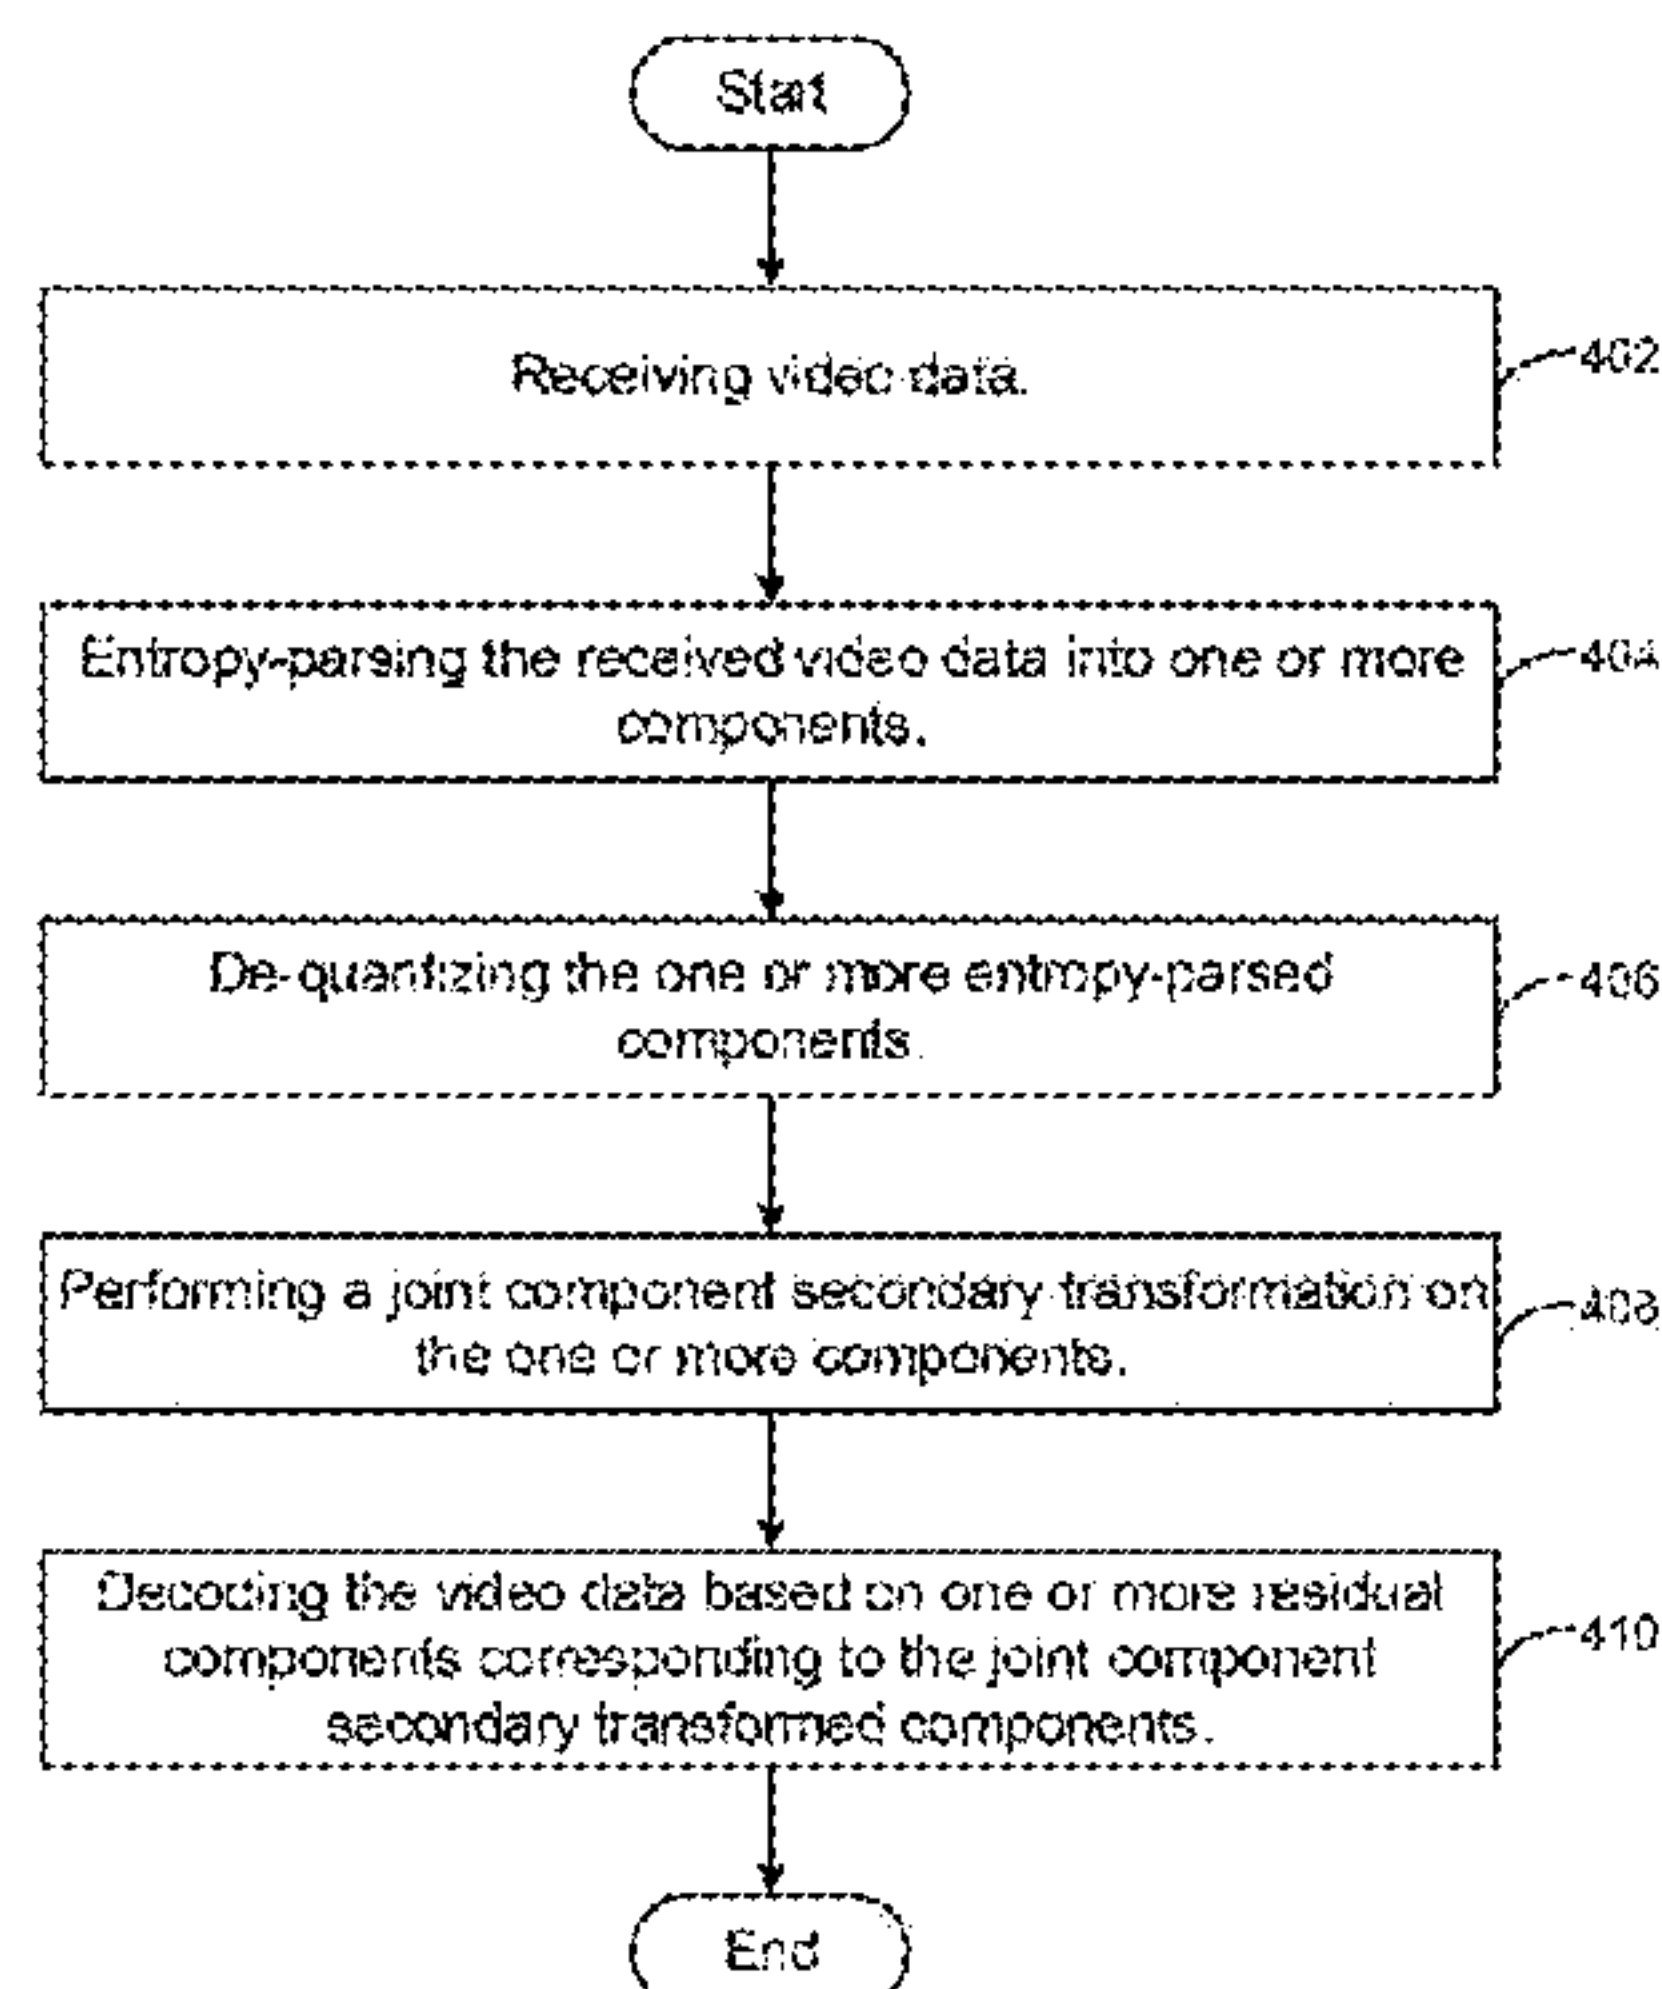 Start
Receiving video data.
402
Entropy-parsing the received video data into one or more
components.
404
De-quantizing the one or more entropy-parsed
components.
406
Performing a joint component secondary transformation on
the one or more components.
408
Decoding the video data based on one or more residual
components corresponding to the joint component
secondary transformed components.
410
End